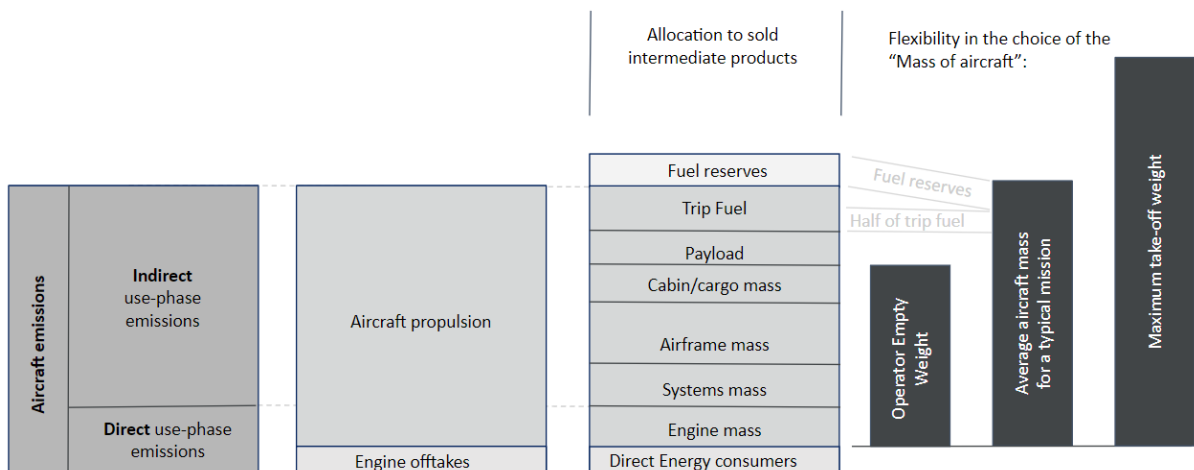 Allocation to sold
intermediate products
Flexibility in the choice of the
“Mass of aircraft”:
Aircraft emissions
Indirect
use-phase
emissions
Direct use-phase
emissions
Aircraft propulsion
Engine offtakes
Fuel reserves
Trip Fuel
Payload
Cabin/cargo mass
Airframe mass
Systems mass
Engine mass
Direct Energy consumers
Fuel reserves
Half of trip fuel
Operator Empty
Weight
Average aircraft mass
for a typical mission
Maximum take-off weight